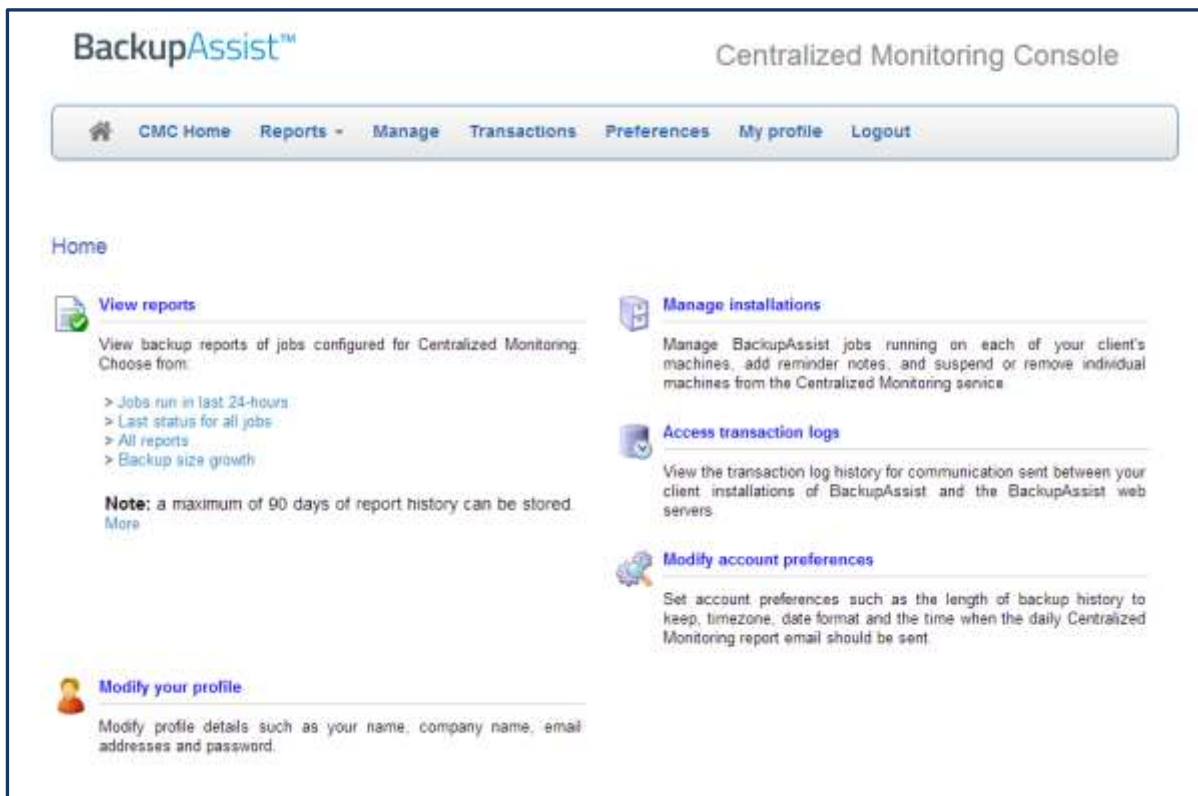 BackupAssist™
Centralized Monitoring Console
CMC Home Reports Manage Transactions Preferences My profile Logout
Home
View reports
View backup reports of jobs configured for Centralized Monitoring.
Choose from:
> Jobs run in last 24-hours
> Last status for all jobs
> All reports
> Backup size growth
Note: a maximum of 90 days of report history can be stored.
More
Manage installations
Manage BackupAssist jobs running on each of your client's
machines, add reminder notes, and suspend or remove individual
machines from the Centralized Monitoring service
Access transaction logs
View the transaction log history for communication sent between your
client installations of BackupAssist and the BackupAssist web
servers
Modify account preferences
Set account preferences such as the length of backup history to
keep, timezone, date format and the time when the daily Centralized
Monitoring report email should be sent.
Modify your profile
Modify profile details such as your name, company name, email
addresses and password.